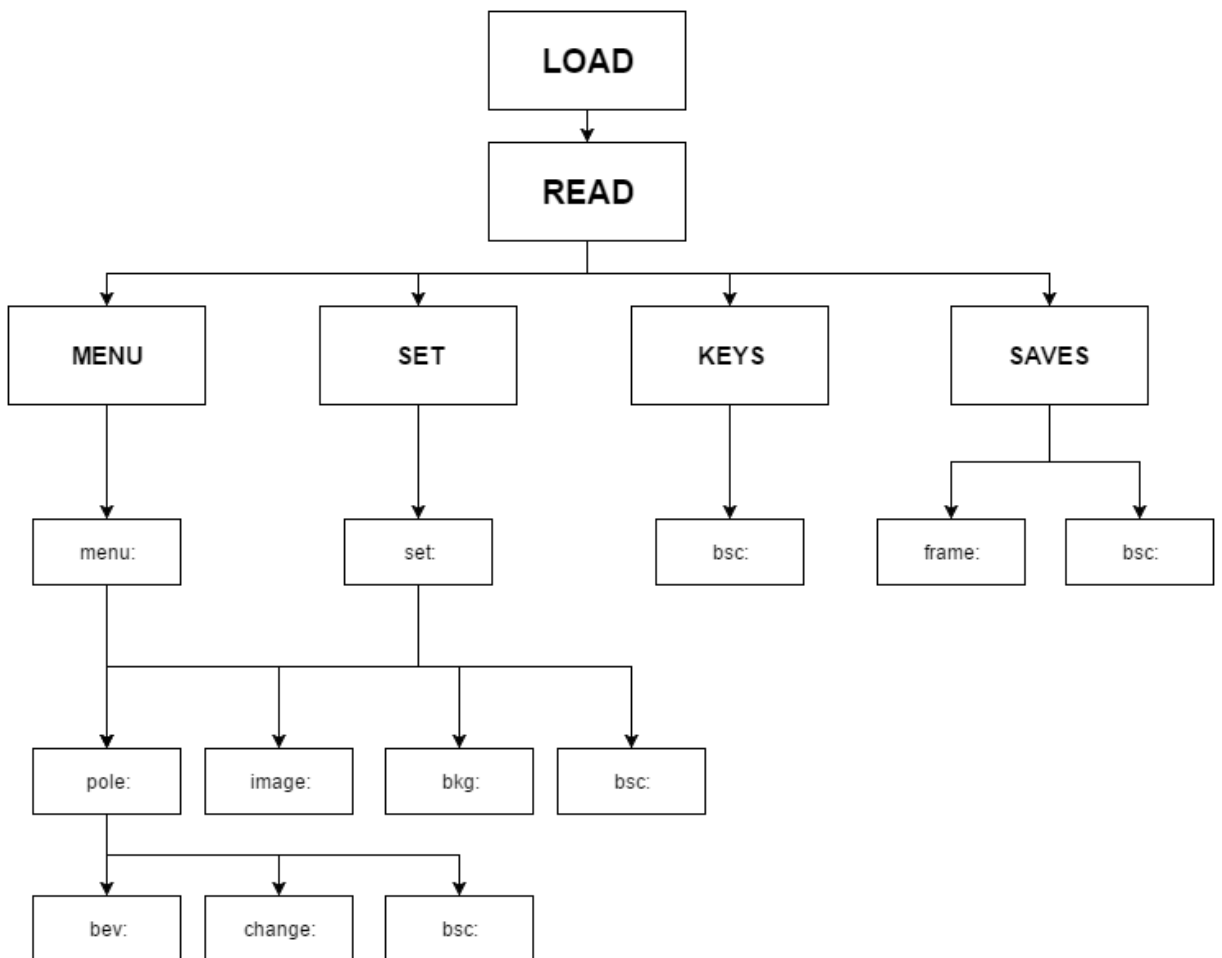 LOAD
READ
MENU
SET
KEYS
SAVES
menu:
set:
bsc:
frame:
bsc:
pole:
image:
bkg:
bsc:
bev:
change:
bsc: